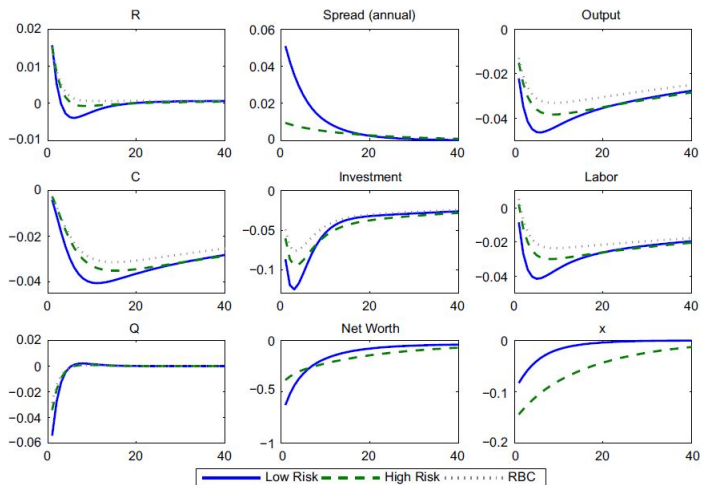 R
Spread (annual)
Output
0.02
0.01
0
−0.01
0 20 40
0.06
0.04
0.02
0
0 20 40
0
−0.02
−0.04
0 20 40
C
Investment
Labor
0
−0.02
−0.04
0 20 40
0
−0.05
−0.1
0 20 40
0
−0.02
−0.04
0 20 40
Q
Net Worth
x
0.02
0
−0.02
−0.04
−0.06
0 20 40
0
−0.5
−1
0 20 40
0
−0.1
−0.2
0 20 40
Low Risk High Risk RBC